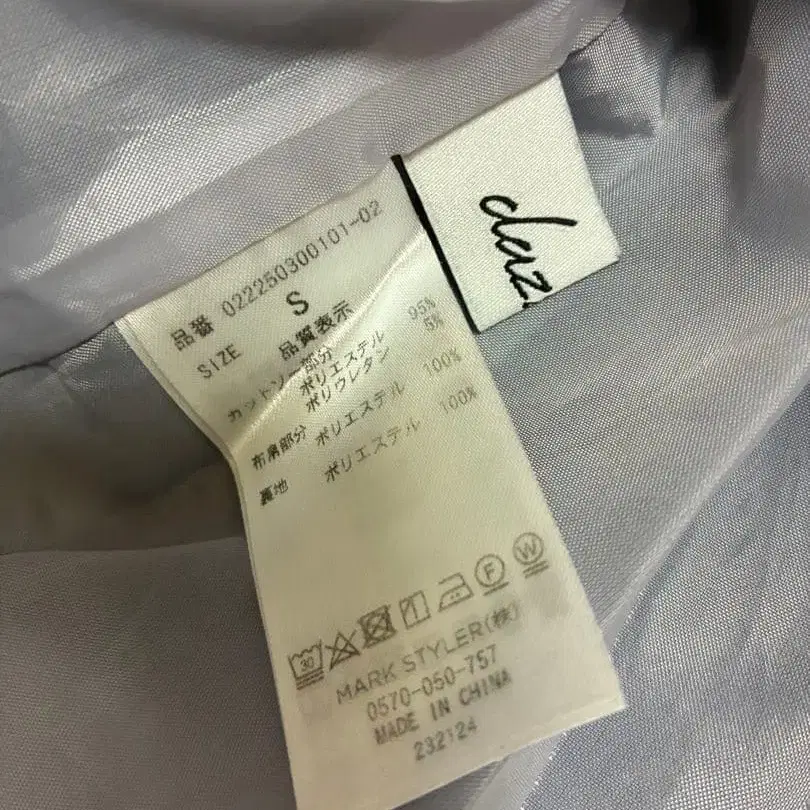 daz
品番 022250300101-02
SIZE S
品質表示
カットソー部分
ポリエステル 95%
ポリウレタン 5%
布帛部分 ポリエステル 100%
裏地 ポリエステル 100%
30 F W
MARK STYLER(株)
0570-050-757
MADE IN CHINA
232124